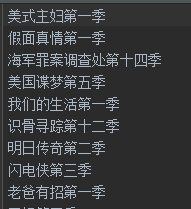 美式主妇第一季
假面真情第一季
海军罪案调查处第十四季
美国谍梦第五季
我们的生活第一季
识骨寻踪第十二季
明日传奇第二季
闪电侠第三季
老爸有招第一季